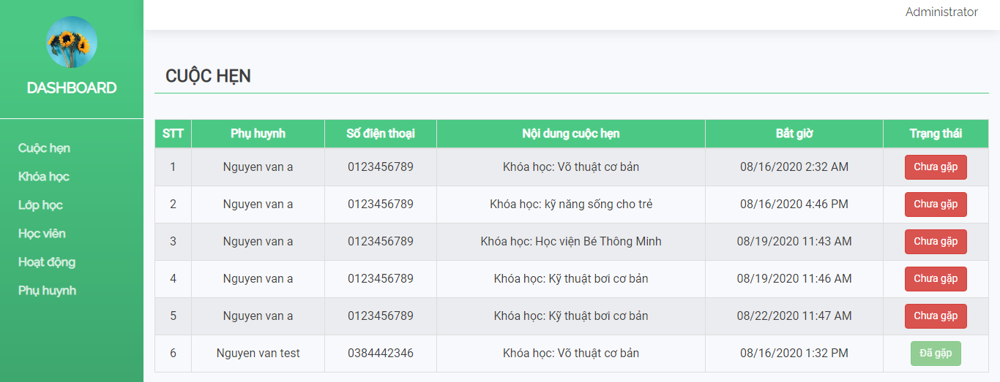 Administrator
DASHBOARD
Cuộc hẹn
Khóa học
Lớp học
Học viên
Hoạt động
Phụ huynh
CUỘC HẸN
STT Phụ huynh Số điện thoại Nội dung cuộc hẹn Bắt giờ Trạng thái
1 Nguyen van a 0123456789 Khóa học: Võ thuật cơ bản 08/16/2020 2:32 AM Chưa gặp
2 Nguyen van a 0123456789 Khóa học: kỹ năng sống cho trẻ 08/16/2020 4:46 PM Chưa gặp
3 Nguyen van a 0123456789 Khóa học: Học viện Bé Thông Minh 08/19/2020 11:43 AM Chưa gặp
4 Nguyen van a 0123456789 Khóa học: Kỹ thuật bơi cơ bản 08/19/2020 11:46 AM Chưa gặp
5 Nguyen van a 0123456789 Khóa học: Kỹ thuật bơi cơ bản 08/22/2020 11:47 AM Chưa gặp
6 Nguyen van test 0384442346 Khóa học: Võ thuật cơ bản 08/16/2020 1:32 PM Đã gặp